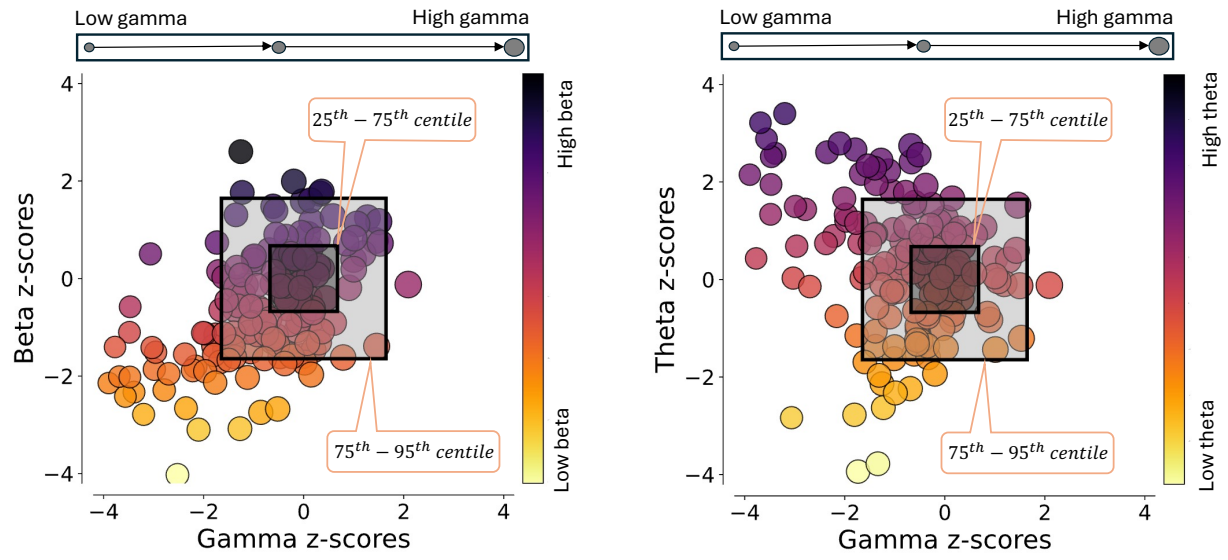 Low gamma High gamma
4
2
0
−2
−4
Beta z-scores
25th − 75th centile
75th − 95th centile
−4 −2 0 2 4
Gamma z-scores
High beta
Low beta
Low gamma High gamma
4
2
0
−2
−4
Theta z-scores
25th − 75th centile
75th − 95th centile
−4 −2 0 2 4
Gamma z-scores
High theta
Low theta